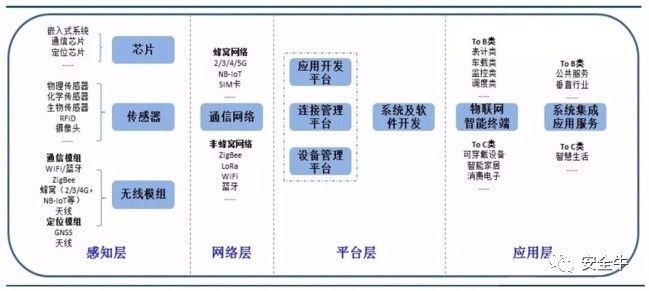 嵌入式系统
通信芯片
定位芯片
......
芯片
物理传感器
化学传感器
生物传感器
RFID
摄像头
......
传感器
通信模组
WiFi/蓝牙
ZigBee
蜂窝（2/3/4G，
NB-IoT等）
天线
定位模组
GNSS
天线
无线模组
感知层
蜂窝网络
2/3/4/5G
NB-IoT
SIM卡
......
通信网络
非蜂窝网络
ZigBee
LoRa
WiFi
蓝牙
......
网络层
应用开发
平台
连接管理
平台
设备管理
平台
系统及软
件开发
平台层
To B类
表计类
车载类
监控类
调度类
......
物联网
智能终端
To C类
可穿戴设备
智能家居
消费电子
......
To B类
公共服务
垂直行业
......
系统集成
应用服务
To C类
智慧生活
......
应用层
安全牛